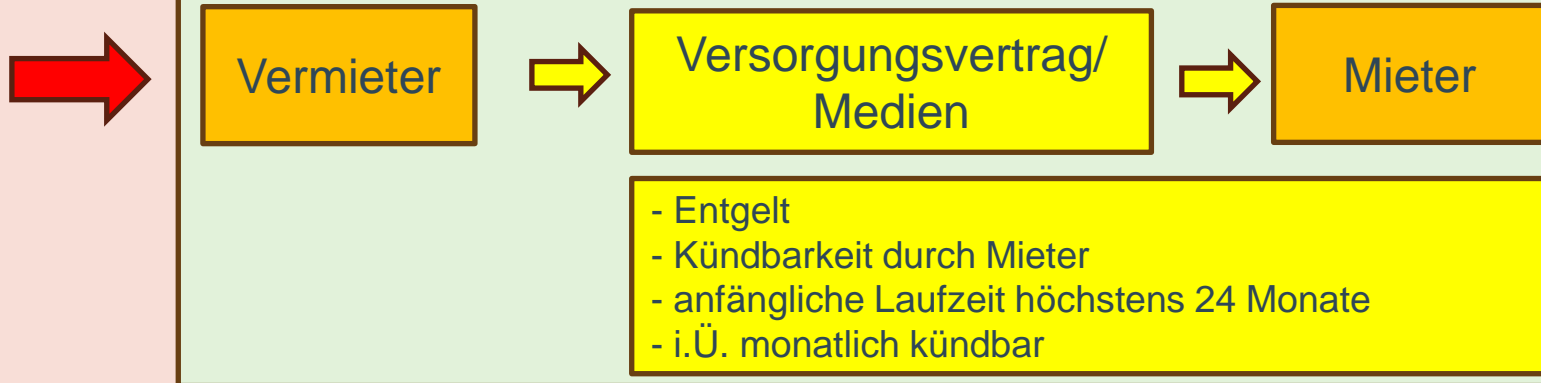 Vermieter
Versorgungsvertrag/
Medien
Mieter
- Entgelt
- Kündbarkeit durch Mieter
- anfängliche Laufzeit höchstens 24 Monate
- i.Ü. monatlich kündbar